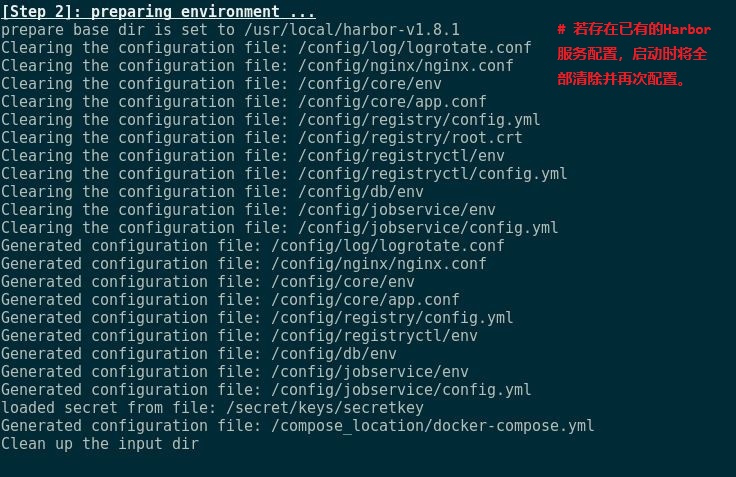 [Step 2]: preparing environment ...
prepare base dir is set to /usr/local/harbor-v1.8.1
Clearing the configuration file: /config/log/logrotate.conf
Clearing the configuration file: /config/nginx/nginx.conf
Clearing the configuration file: /config/core/env
Clearing the configuration file: /config/core/app.conf
Clearing the configuration file: /config/registry/config.yml
Clearing the configuration file: /config/registry/root.crt
Clearing the configuration file: /config/registryctl/env
Clearing the configuration file: /config/registryctl/config.yml
Clearing the configuration file: /config/db/env
Clearing the configuration file: /config/jobservice/env
Clearing the configuration file: /config/jobservice/config.yml
Generated configuration file: /config/log/logrotate.conf
Generated configuration file: /config/nginx/nginx.conf
Generated configuration file: /config/core/env
Generated configuration file: /config/core/app.conf
Generated configuration file: /config/registry/config.yml
Generated configuration file: /config/registryctl/env
Generated configuration file: /config/db/env
Generated configuration file: /config/jobservice/env
Generated configuration file: /config/jobservice/config.yml
loaded secret from file: /secret/keys/secretkey
Generated configuration file: /compose_location/docker-compose.yml
Clean up the input dir
# 若存在已有的Harbor
服务配置，启动时将全
部清除并再次配置。